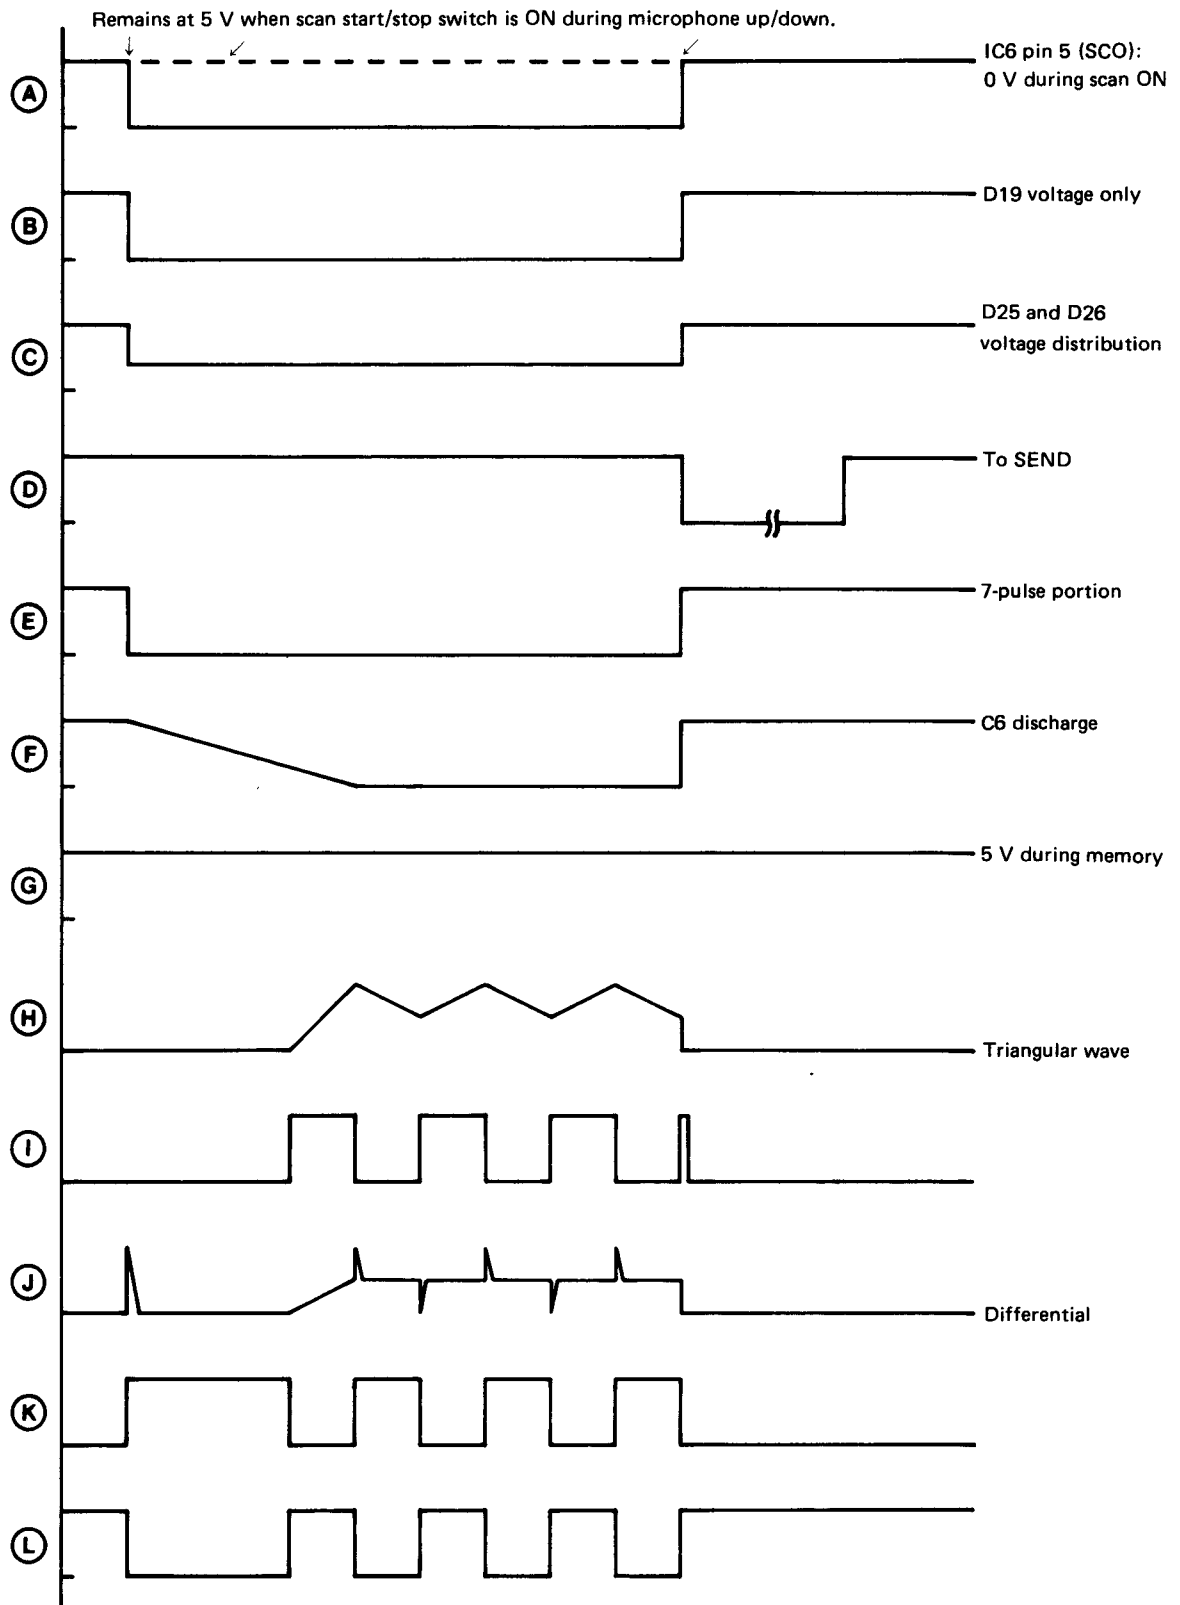 Remains at 5 V when scan start/stop switch is ON during microphone up/down.
A
IC6 pin 5 (SCO):
0 V during scan ON
B
D19 voltage only
C
D25 and D26
voltage distribution
D
To SEND
E
7-pulse portion
F
C6 discharge
G
5 V during memory
H
Triangular wave
I
J
Differential
K
L